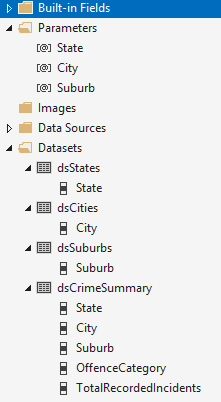 Built-in Fields
Parameters
[@] State
[@] City
[@] Suburb
Images
Data Sources
Datasets
dsStates
State
dsCities
City
dsSuburbs
Suburb
dsCrimeSummary
State
City
Suburb
OffenceCategory
TotalRecordedIncidents